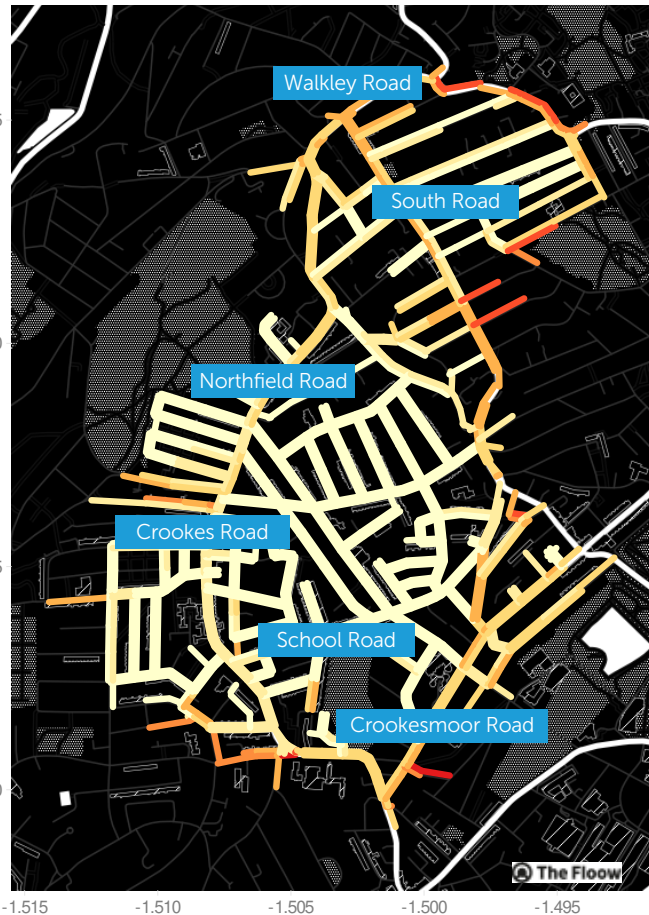 Walkley Road
South Road
Northfield Road
Crookes Road
School Road
Crookesmoor Road
The Floow
-1.515 -1.510 -1.505 -1.500 -1.495